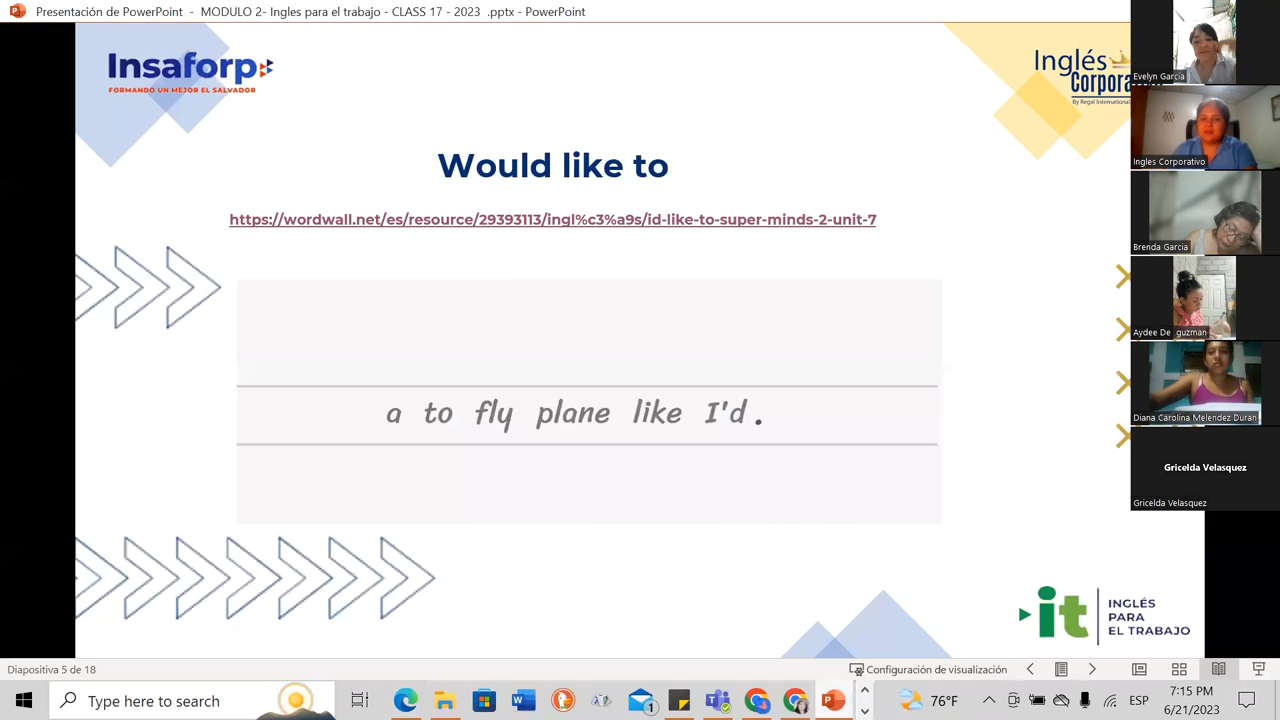 Presentación de PowerPoint - MODULO 2- Ingles para el trabajo - CLASS 17 - 2023 .pptx - PowerPoint
Insaforp
FORMANDO UN MEJOR EL SALVADOR
Inglés
Corpora
By Regal International
Would like to
https://wordwall.net/es/resource/29393113/ingl%c3%a9s/id-like-to-super-minds-2-unit-7
a to fly plane like I'd .
it
INGLÉS
PARA
EL TRABAJO
Evelyn García
Ingles Corporativo
Brenda García
Aydee De guzman
Diana Carolina Melendez Duran
Gricelda Velasquez
Gricelda Velasquez
Diapositiva 5 de 18
Configuración de visualización
Type here to search
1
76°F
ESP
7:15 PM
6/21/2023